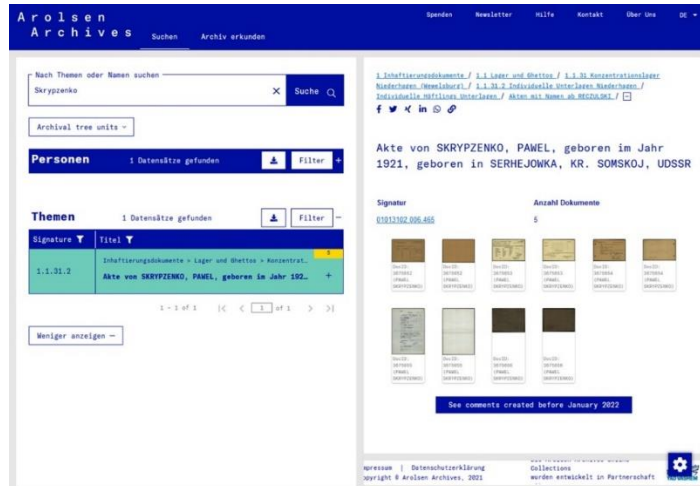 Arolsen
Archives
Suchen
Archiv erkunden
Spenden
Newsletter
Hilfe
Kontakt
Über Uns
DE
Nach Themen oder Namen suchen
Skrypzenko
Suche
Archival tree units
Personen
1 Datensätze gefunden
Filter
Themen
1 Datensätze gefunden
Filter
Signature
Titel
5
1.1.31.2
Inhaftierungsdokumente > Lager und Ghettos > Konzentrat…
Akte von SKRYPZENKO, PAWEL, geboren im Jahr 192…
1 - 1 of 1
1
of 1
Weniger anzeigen
1 Inhaftierungsdokumente / 1.1 Lager und Ghettos / 1.1.31 Konzentrationslager
Niederhagen (Wewelsburg) / 1.1.31.2 Individuelle Unterlagen Niederhagen /
Individuelle Häftlings Unterlagen / Akten mit Namen ab RECZULSKI /
Akte von SKRYPZENKO, PAWEL, geboren im Jahr
1921, geboren in SERHEJOWKA, KR. SOMSKOJ, UDSSR
Signatur
Anzahl Dokumente
01013102 006.465
5
See comments created before January 2022
Impressum | Datenschutzerklärung
Copyright © Arolsen Archives, 2021
Collections
wurden entwickelt in Partnerschaft